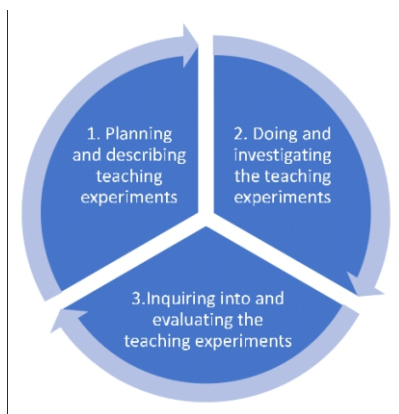 1. Planning
and describing
teaching
experiments
2. Doing and
investigating
the teaching
experiments
3.Inquiring into and
evaluating the
teaching experiments